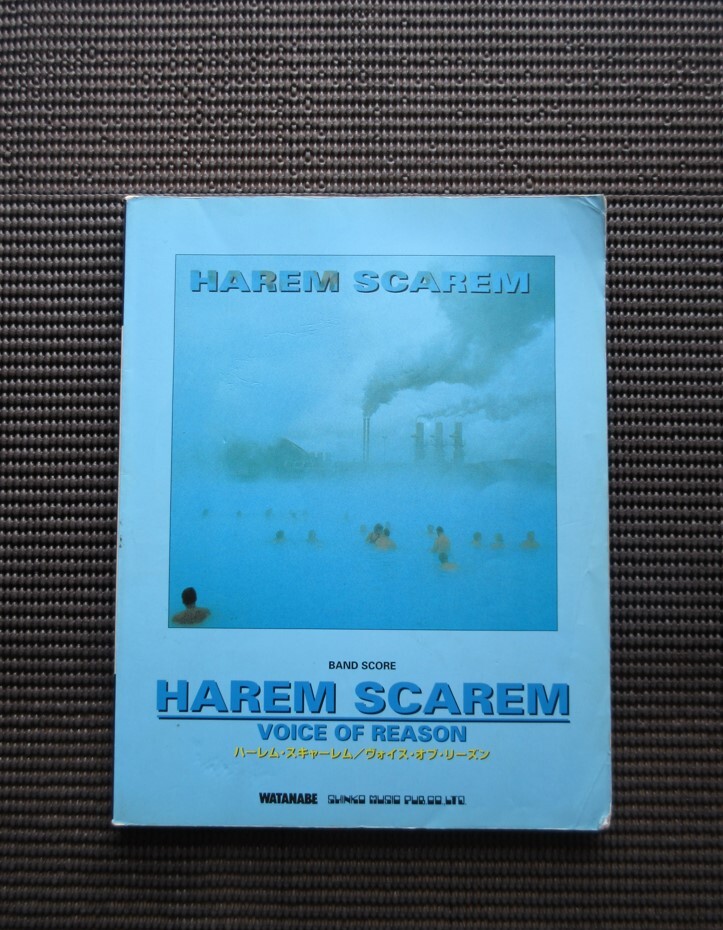 HAREM SCAREM
BAND SCORE
HAREM SCAREM
VOICE OF REASON
ハーレム・スキャーレム／ヴォイス・オブ・リーズン
WATANABE SHINKO MUSIC PUB.CO.,LTD.